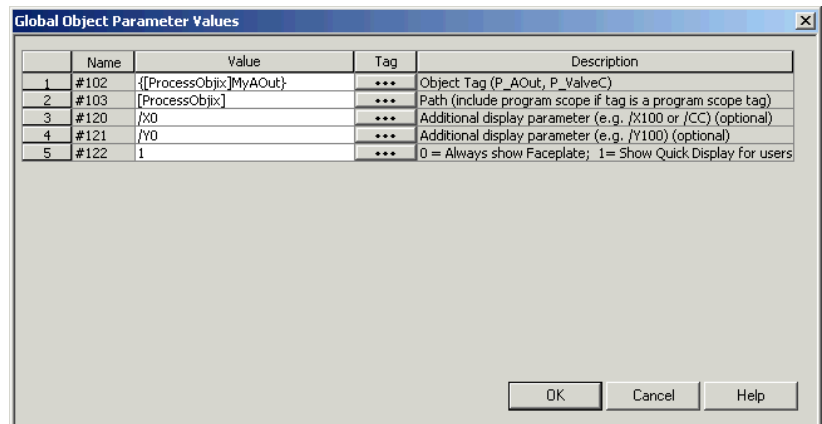 Global Object Parameter Values
Name Value Tag Description
1 #102 {[ProcessObjix]MyAOut} ••• Object Tag (P_AOut, P_ValveC)
2 #103 [ProcessObjix] ••• Path (include program scope if tag is a program scope tag)
3 #120 /X0 ••• Additional display parameter (e.g. /X100 or /CC) (optional)
4 #121 /Y0 ••• Additional display parameter (e.g. /Y100) (optional)
5 #122 1 ••• 0 = Always show Faceplate; 1= Show Quick Display for users
OK Cancel Help